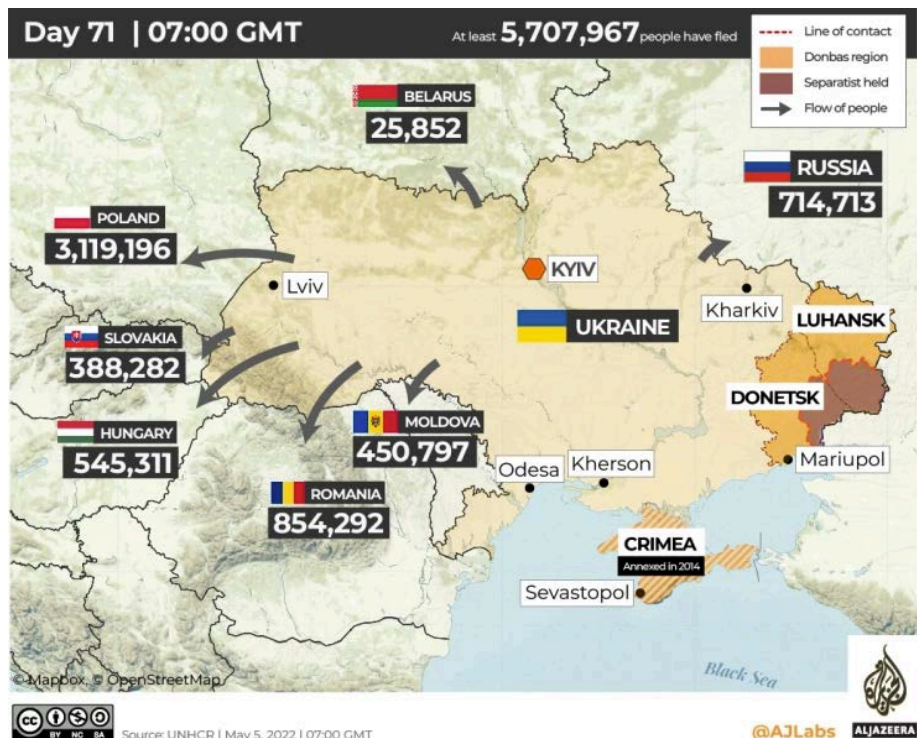 Day 71 | 07:00 GMT
At least 5,707,967 people have fled
Line of contact
Donbas region
Separatist held
Flow of people
BELARUS
25,852
RUSSIA
714,713
POLAND
3,119,196
Lviv
KYIV
Kharkiv
UKRAINE
LUHANSK
SLOVAKIA
388,282
DONETSK
HUNGARY
545,311
MOLDOVA
450,797
Mariupol
Odesa
Kherson
ROMANIA
854,292
CRIMEA
Annexed in 2014
Sevastopol
Black Sea
© Mapbox, © OpenStreetMap
cc BY NC SA
Source: UNHCR | May 5, 2022 | 07:00 GMT
@AJLabs
ALJAZEERA